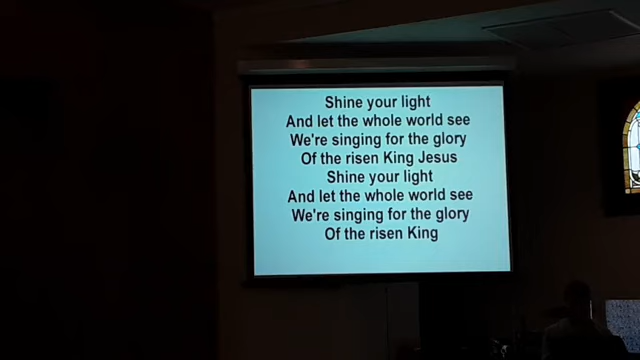 Shine your light
And let the whole world see
We're singing for the glory
Of the risen King Jesus
Shine your light
And let the whole world see
We're singing for the glory
Of the risen King